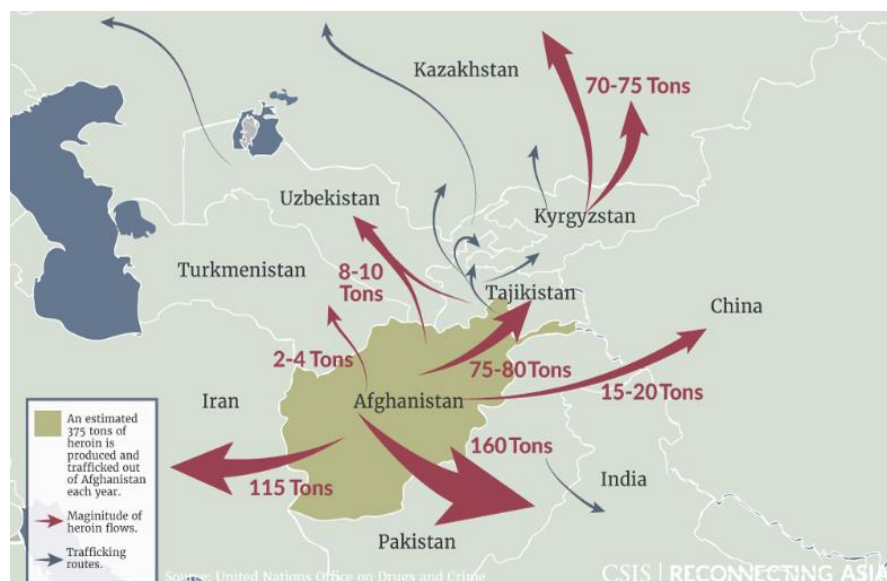 Kazakhstan
70-75 Tons
Uzbekistan
Kyrgyzstan
Turkmenistan
8-10
Tons
Tajikistan
China
2-4 Tons
75-80 Tons
15-20 Tons
Iran
Afghanistan
160 Tons
115 Tons
India
Pakistan
An estimated
375 tons of
heroin is
produced and
trafficked out
of Afghanistan
each year.
Maginitude of
heroin flows.
Trafficking
routes.
Source: United Nations Office on Drugs and Crime
CSIS | RECONNECTING ASIA